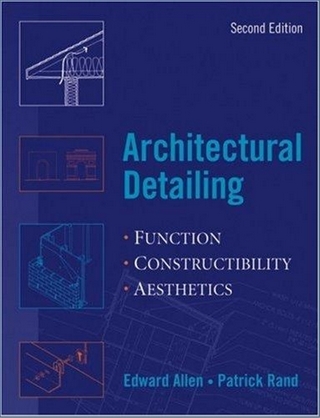 Second Edition
Architectural
Detailing
• FUNCTION
• CONSTRUCTIBILITY
• AESTHETICS
Edward Allen • Patrick Rand